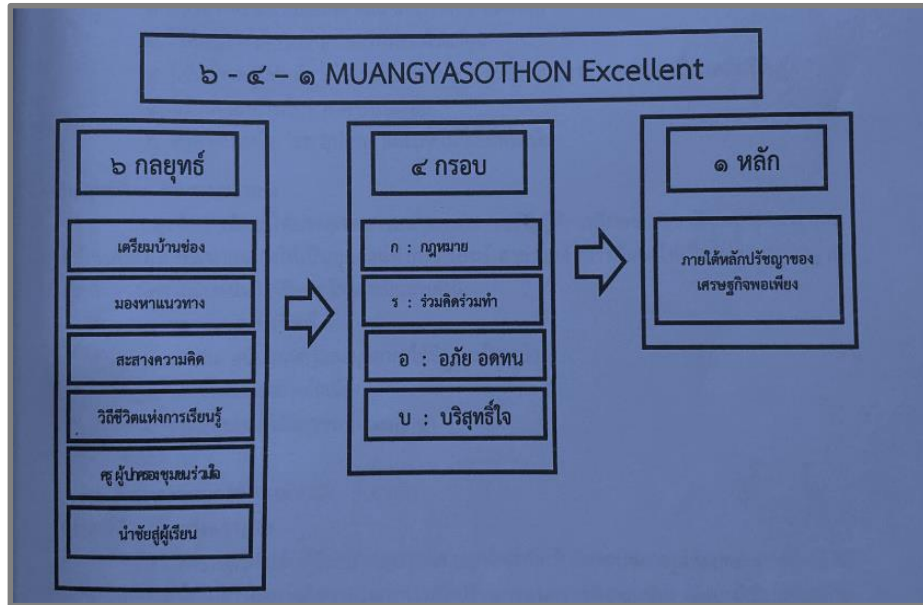 ๖ - ๔ – ๑ MUANGYASOTHON Excellent
๖ กลยุทธ์
เตรียมบ้านช่อง
มองหาแนวทาง
สะสางความคิด
วิถีชีวิตแห่งการเรียนรู้
ครู ผู้ปกครองชุมชนร่วมใจ
นำชัยสู่ผู้เรียน
๔ กรอบ
ก : กฎหมาย
ร : ร่วมคิดร่วมทำ
อ : อภัย อดทน
บ : บริสุทธิ์ใจ
๑ หลัก
ภายใต้หลักปรัชญาของ
เศรษฐกิจพอเพียง